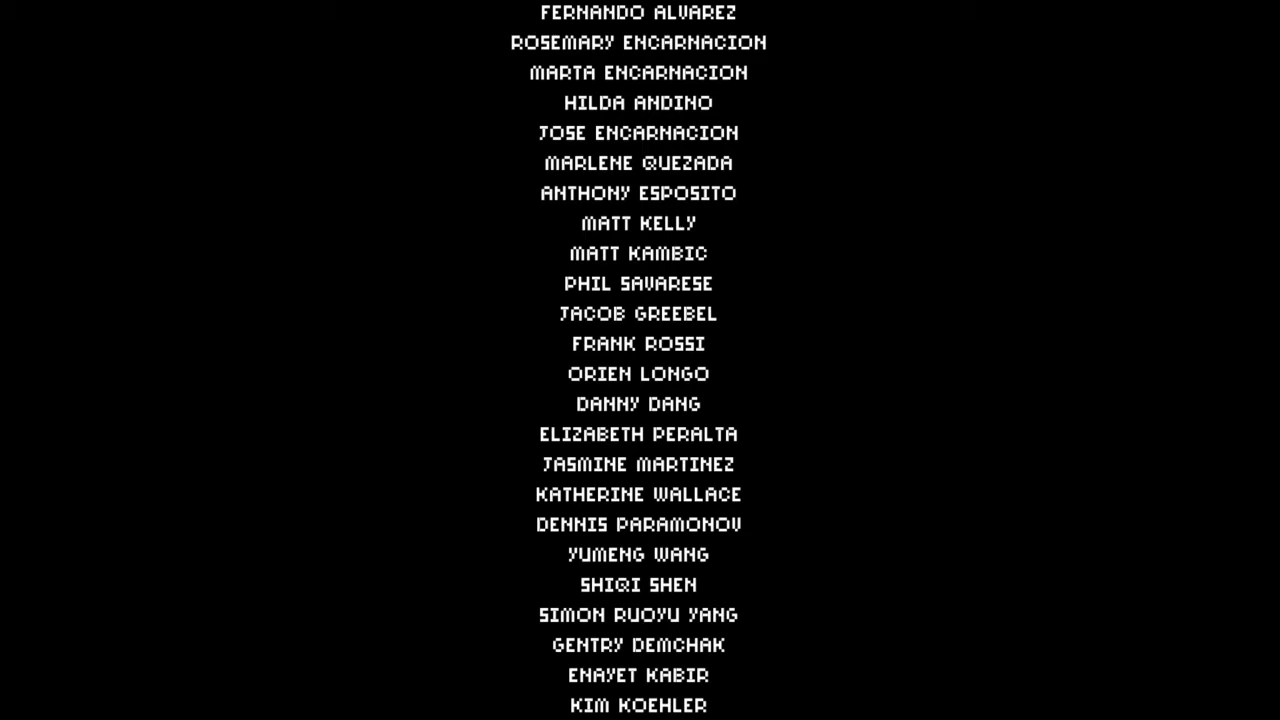 FERNANDO ALVAREZ
ROSEMARY ENCARNACION
MARTA ENCARNACION
HILDA ANDINO
JOSE ENCARNACION
MARLENE QUEZADA
ANTHONY ESPOSITO
MATT KELLY
MATT KAMBIC
PHIL SAVARESE
JACOB GREEBEL
FRANK ROSSI
ORIEN LONGO
DANNY DANG
ELIZABETH PERALTA
JASMINE MARTINEZ
KATHERINE WALLACE
DENNIS PARAMONOV
YUMENG WANG
SHIQI SHEN
SIMON RUOYU YANG
GENTRY DEMCHAK
ENAYET KABIR
KIM KOEHLER